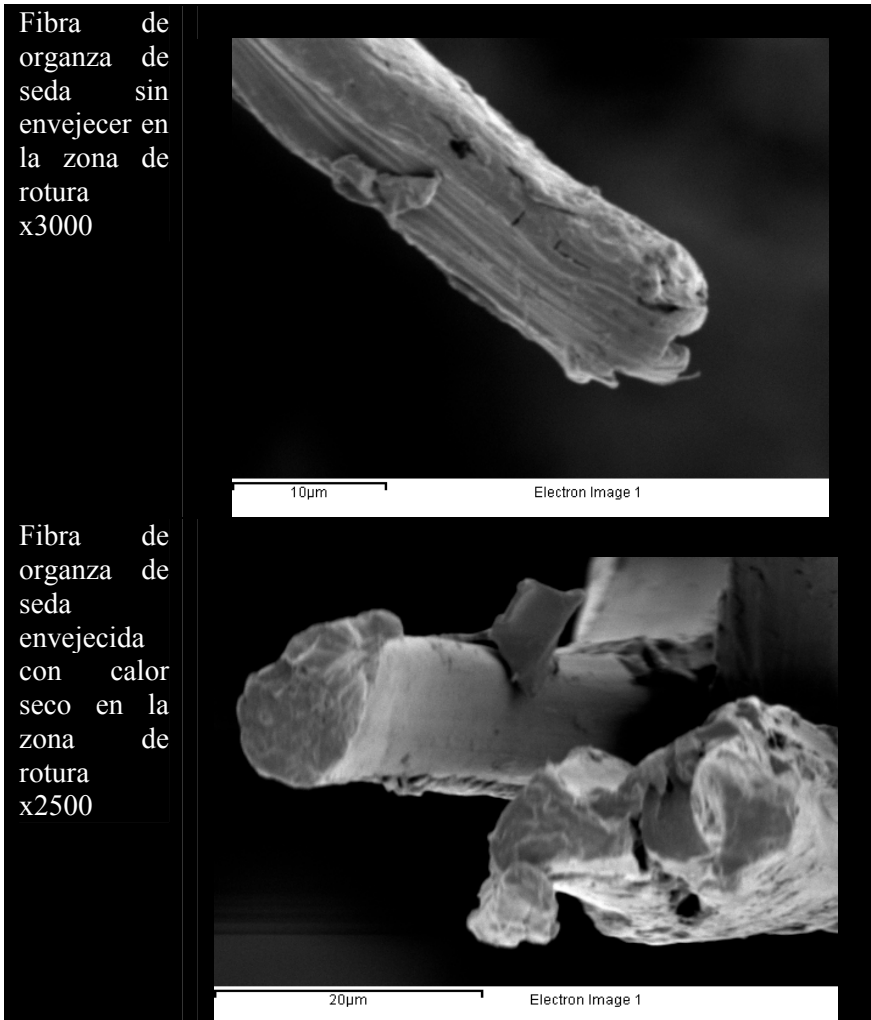 Fibra de
organza de
seda sin
envejecer en
la zona de
rotura
x3000
10µm Electron Image 1
Fibra de
organza de
seda
envejecida
con calor
seco en la
zona de
rotura
x2500
20µm Electron Image 1